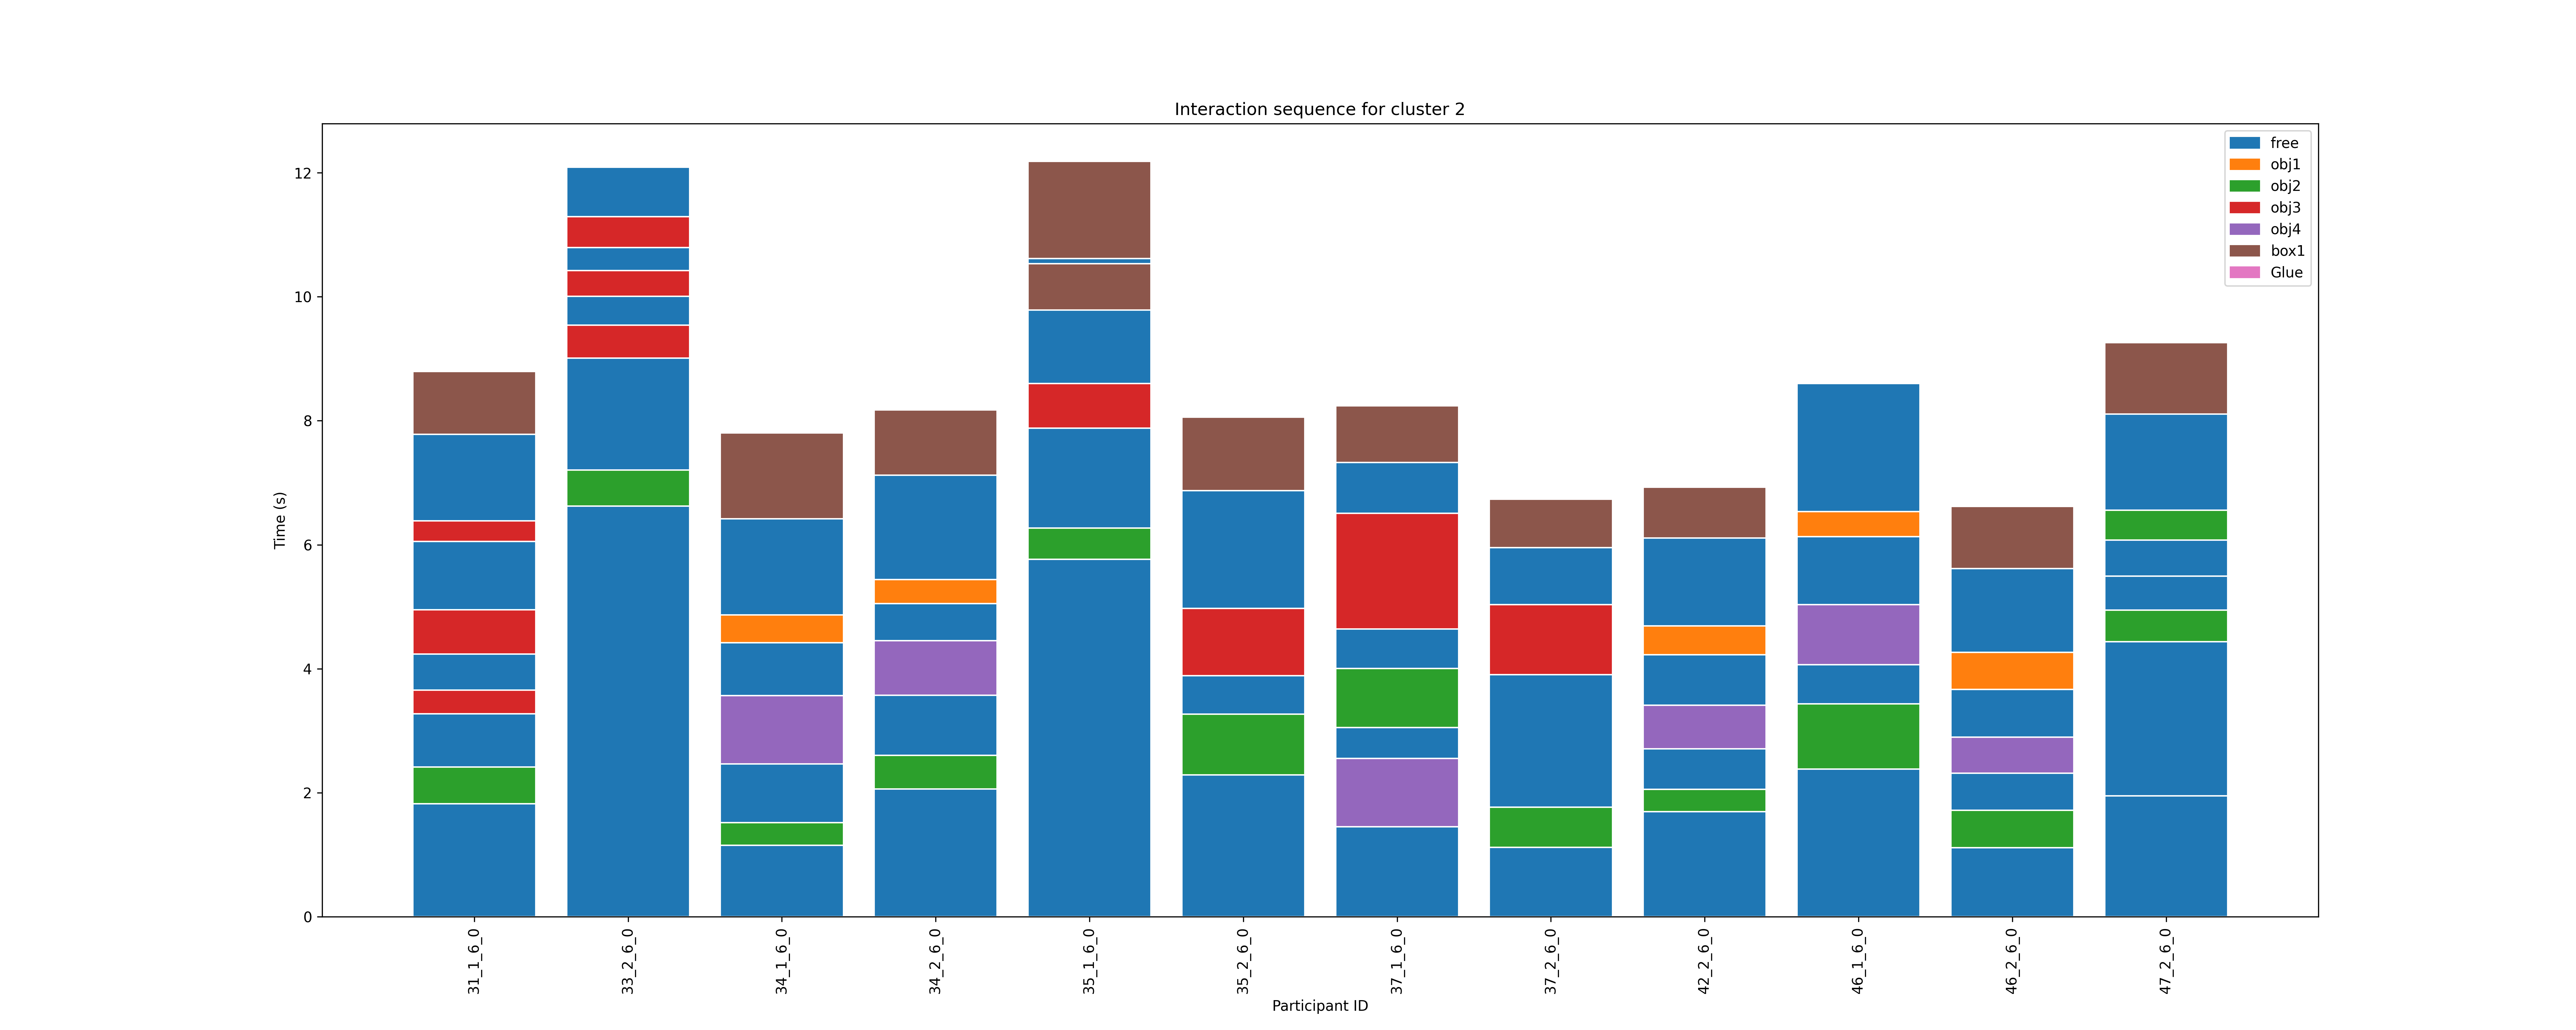 Interaction sequence for cluster 2
free
obj1
obj2
obj3
obj4
box1
Glue
Time (s)
12
10
8
6
4
2
0
31_1_6_0
33_2_6_0
34_1_6_0
34_2_6_0
35_1_6_0
35_2_6_0
37_1_6_0
37_2_6_0
42_2_6_0
46_1_6_0
46_2_6_0
47_2_6_0
Participant ID